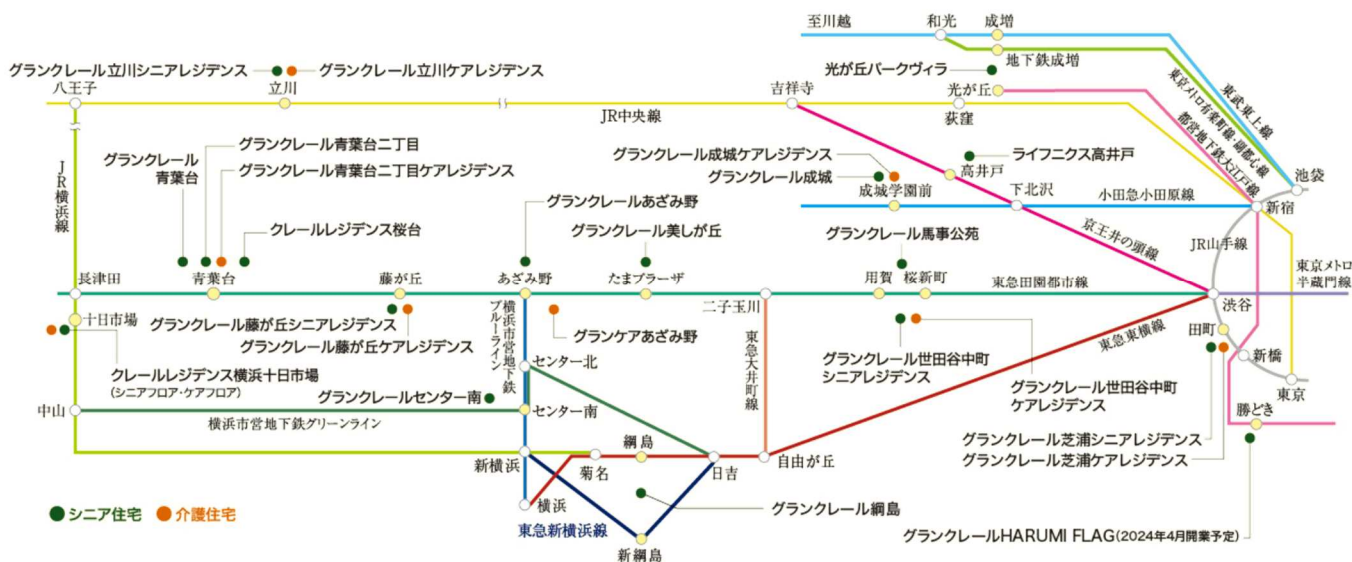 至川越
和光
成増
地下鉄成増
光が丘パークヴィラ
光が丘
東武東上線
東京メトロ有楽町線・副都心線
都営地下鉄大江戸線
池袋
グランクレール立川シニアレジデンス
グランクレール立川ケアレジデンス
八王子
立川
JR中央線
吉祥寺
荻窪
JR横浜線
グランクレール
青葉台
グランクレール青葉台二丁目
グランクレール青葉台二丁目ケアレジデンス
クレールレジデンス桜台
グランクレールあざみ野
グランクレール美しが丘
グランクレール成城ケアレジデンス
グランクレール成城
成城学園前
ライフニクス高井戸
高井戸
下北沢
小田急小田原線
新宿
京王井の頭線
JR山手線
グランクレール馬事公苑
東京メトロ
半蔵門線
長津田
青葉台
藤が丘
あざみ野
たまプラーザ
二子玉川
用賀
桜新町
東急田園都市線
渋谷
十日市場
グランクレール藤が丘シニアレジデンス
グランクレール藤が丘ケアレジデンス
横浜市営地下鉄
ブルーライン
グランケアあざみ野
東急大井町線
グランクレール世田谷中町
シニアレジデンス
グランクレール世田谷中町
ケアレジデンス
東急東横線
田町
新橋
東京
クレールレジデンス横浜十日市場
(シニアフロア・ケアフロア)
センター北
グランクレールセンター南
センター南
中山
横浜市営地下鉄グリーンライン
勝どき
グランクレール芝浦シニアレジデンス
グランクレール芝浦ケアレジデンス
新横浜
菊名
綱島
日吉
自由が丘
横浜
東急新横浜線
グランクレール綱島
新綱島
グランクレールHARUMI FLAG(2024年4月開業予定)
シニア住宅
介護住宅